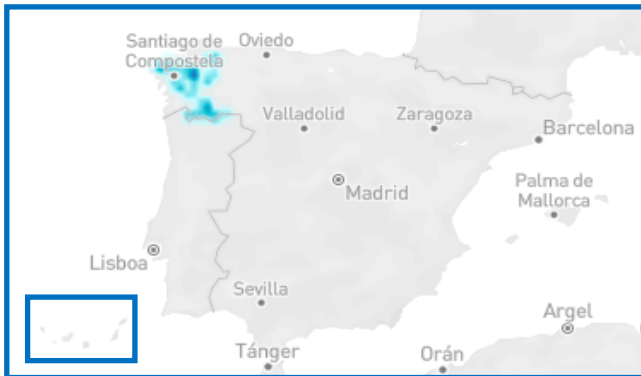 Santiago de
Compostela
Oviedo
Valladolid
Zaragoza
Barcelona
Madrid
Palma de
Mallorca
Lisboa
Sevilla
Argel
Tánger
Orán